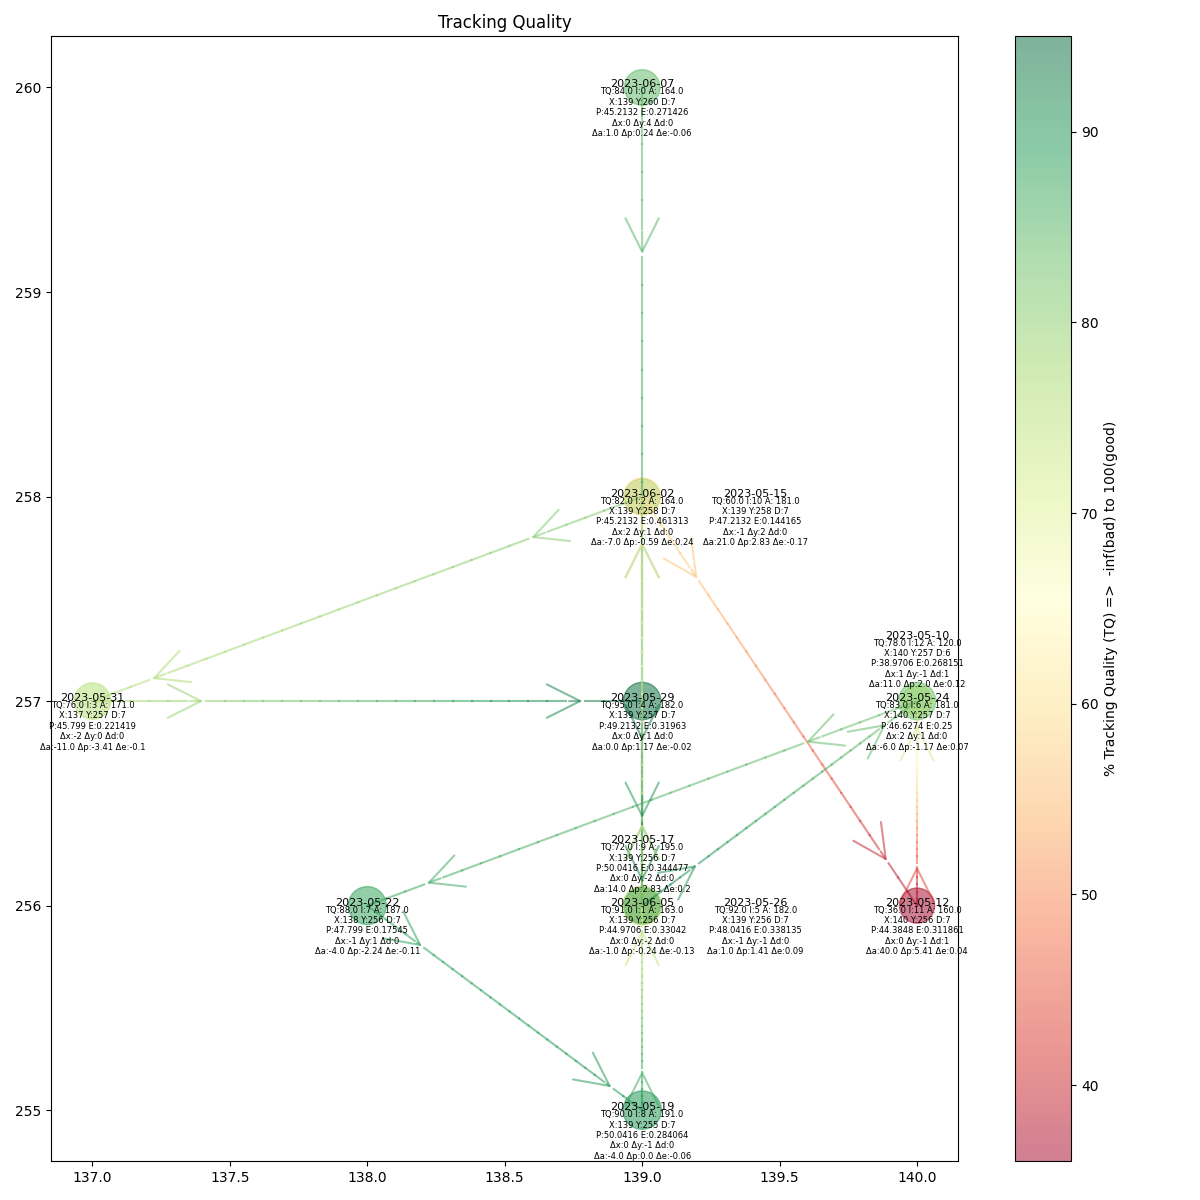 Tracking Quality
260
259
258
257
256
255
2023-06-07
TQ:84.0 I:0 A: 164.0
X:139 Y:260 D:7
P:45.2132 E:0.271426
Δx:0 Δy:4 Δd:0
Δa:1.0 Δp:0.24 Δe:-0.06
2023-06-02
TQ:82.0 I:2 A: 164.0
X:139 Y:258 D:7
P:45.2132 E:0.461313
Δx:2 Δy:1 Δd:0
Δa:-7.0 Δp:-0.59 Δe:0.24
2023-05-15
TQ:60.0 I:10 A: 181.0
X:139 Y:258 D:7
P:47.2132 E:0.144165
Δx:-1 Δy:2 Δd:0
Δa:21.0 Δp:2.83 Δe:-0.17
2023-05-10
TQ:78.0 I:12 A: 120.0
X:140 Y:257 D:6
P:38.9706 E:0.268151
Δx:1 Δy:-1 Δd:1
Δa:11.0 Δp:2.0 Δe:0.12
2023-05-31
TQ:76.0 I:3 A: 171.0
X:137 Y:257 D:7
P:45.799 E:0.221419
Δx:-2 Δy:0 Δd:0
Δa:-11.0 Δp:-3.41 Δe:-0.1
2023-05-29
TQ:95.0 I:4 A: 182.0
X:139 Y:257 D:7
P:49.2132 E:0.31963
Δx:0 Δy:1 Δd:0
Δa:0.0 Δp:1.17 Δe:-0.02
2023-05-24
TQ:83.0 I:6 A: 181.0
X:140 Y:257 D:7
P:46.6274 E:0.25
Δx:2 Δy:1 Δd:0
Δa:-6.0 Δp:-1.17 Δe:0.07
2023-05-17
TQ:72.0 I:9 A: 195.0
X:139 Y:256 D:7
P:50.0416 E:0.344477
Δx:0 Δy:-2 Δd:0
Δa:14.0 Δp:2.83 Δe:0.2
2023-05-22
TQ:88.0 I:7 A: 187.0
X:138 Y:256 D:7
P:47.799 E:0.17545
Δx:-1 Δy:1 Δd:0
Δa:-4.0 Δp:-2.24 Δe:-0.11
2023-06-05
TQ:91.0 I:1 A: 163.0
X:139 Y:256 D:7
P:44.9706 E:0.33042
Δx:0 Δy:-2 Δd:0
Δa:-1.0 Δp:-0.24 Δe:-0.13
2023-05-26
TQ:92.0 I:5 A: 182.0
X:139 Y:256 D:7
P:48.0416 E:0.338135
Δx:-1 Δy:-1 Δd:0
Δa:1.0 Δp:1.41 Δe:0.09
2023-05-12
TQ:36.0 I:11 A: 160.0
X:140 Y:256 D:7
P:44.3848 E:0.311861
Δx:0 Δy:-1 Δd:1
Δa:40.0 Δp:5.41 Δe:0.04
2023-05-19
TQ:90.0 I:8 A: 191.0
X:139 Y:255 D:7
P:50.0416 E:0.284064
Δx:0 Δy:-1 Δd:0
Δa:-4.0 Δp:0.0 Δe:-0.06
137.0
137.5
138.0
138.5
139.0
139.5
140.0
90
80
70
60
50
40
% Tracking Quality (TQ) => -inf(bad) to 100(good)